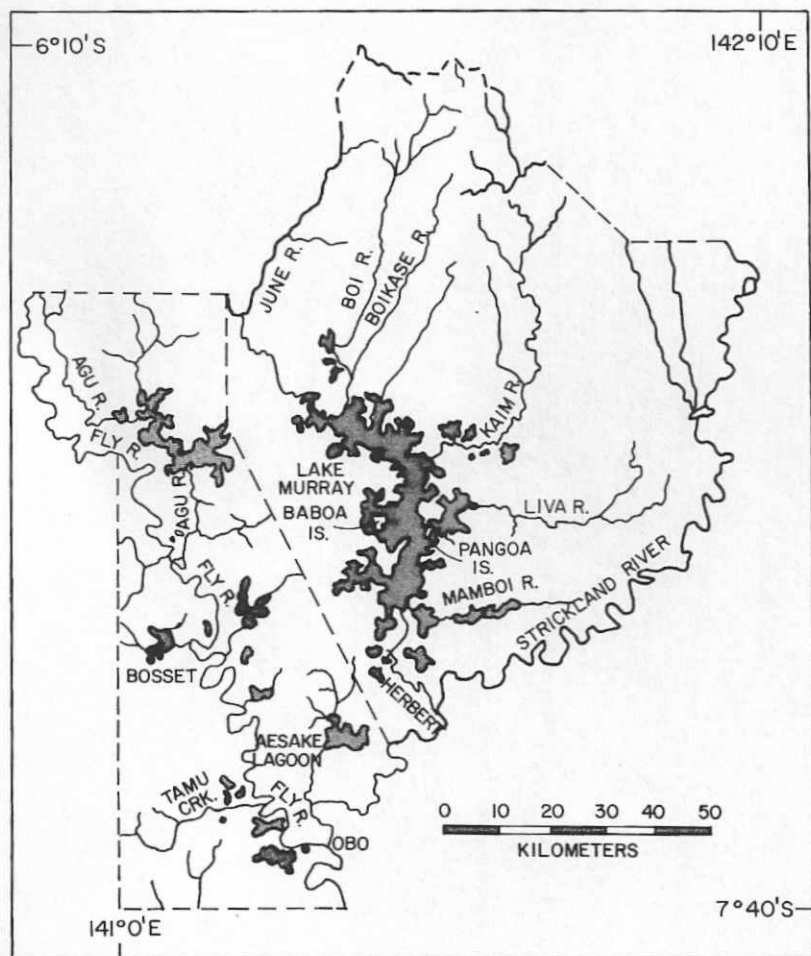 6°10'S
142°10'E
JUNE R.
BOI R.
BOIKASE R.
AGU R.
FLY R.
KAIM R.
LAKE
MURRAY
BABOA
IS.
AGU R.
LIVA R.
PANGOA
IS.
FLY R.
MAMBOI R.
STRICKLAND RIVER
BOSSET
HERBERT
AESAKE
LAGOON
TAMU
CRK.
FLY R.
OBO
0 10 20 30 40 50
KILOMETERS
7°40'S
141°0'E